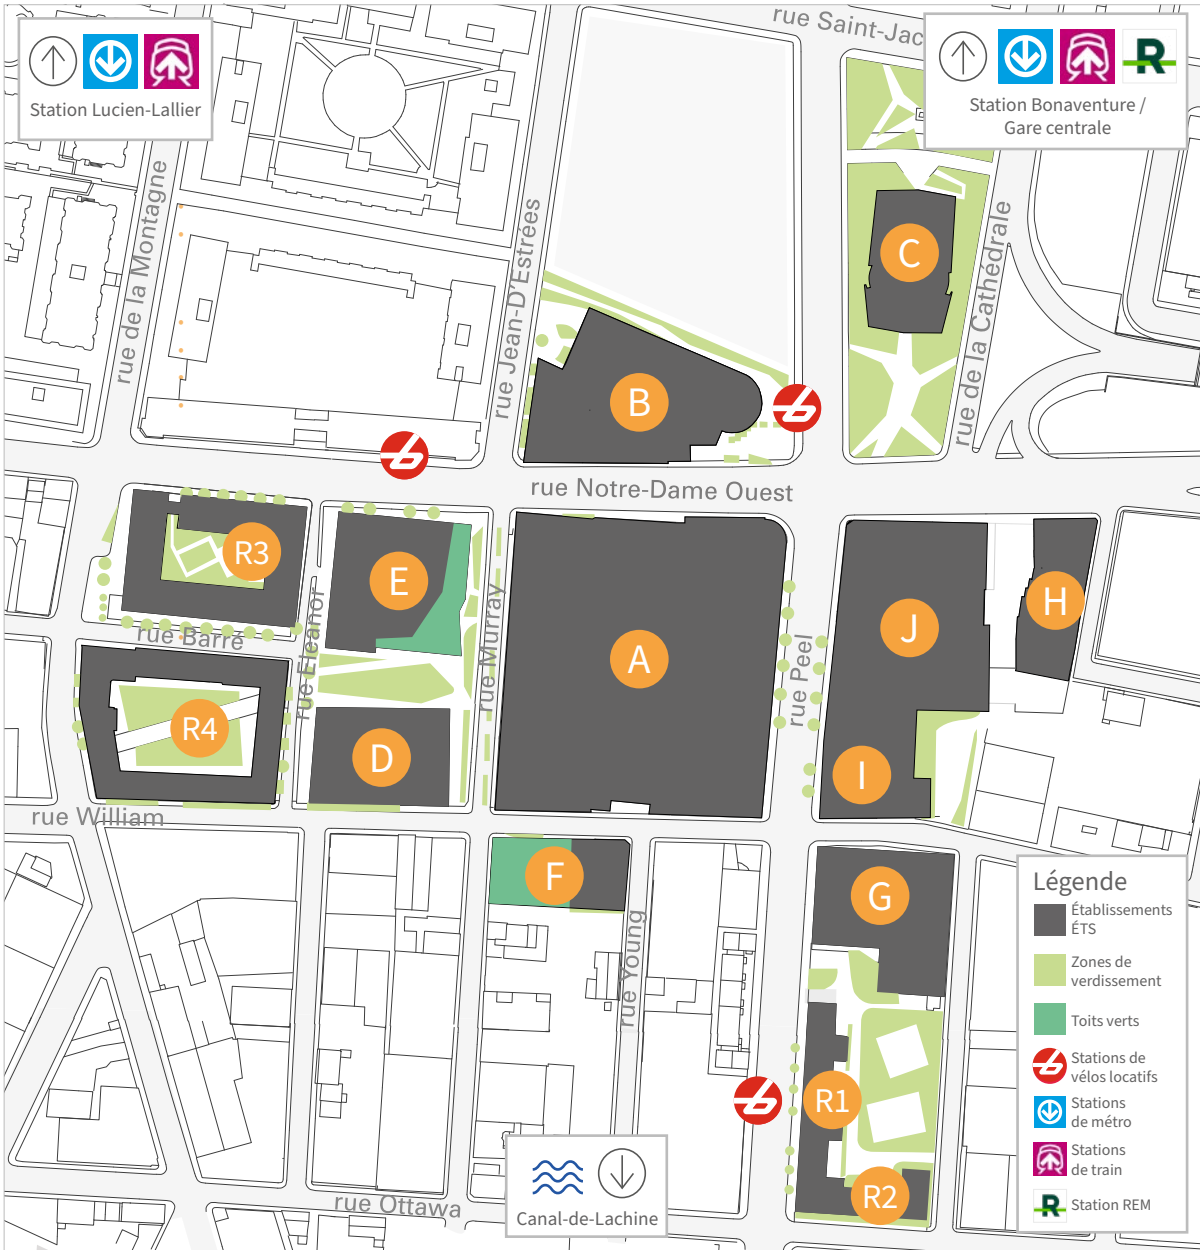 rue Saint-Jac
Station Lucien-Lallier
R
Station Bonaventure /
Gare centrale
rue de la Montagne
rue Jean-D'Estrées
rue de la Cathédrale
C
B
rue Notre-Dame Ouest
R3
E
A
J
H
rue Barré
rue Eleanor
rue Murray
rue Peel
R4
D
I
rue William
F
G
rue Young
R1
R2
rue Ottawa
Canal-de-Lachine
Légende
Établissements
ÉTS
Zones de
verdissement
Toits verts
Stations de
vélos locatifs
Stations
de métro
Stations
de train
R
Station REM